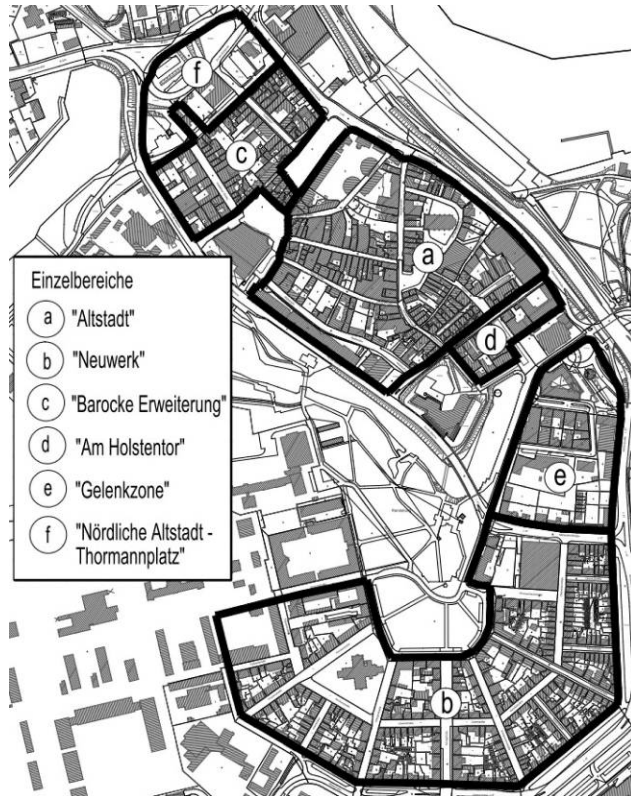 f
c
a
d
e
b
Einzelbereiche
a "Altstadt"
b "Neuwerk"
c "Barocke Erweiterung"
d "Am Holstentor"
e "Gelenkzone"
f "Nördliche Altstadt -
Thormannplatz"